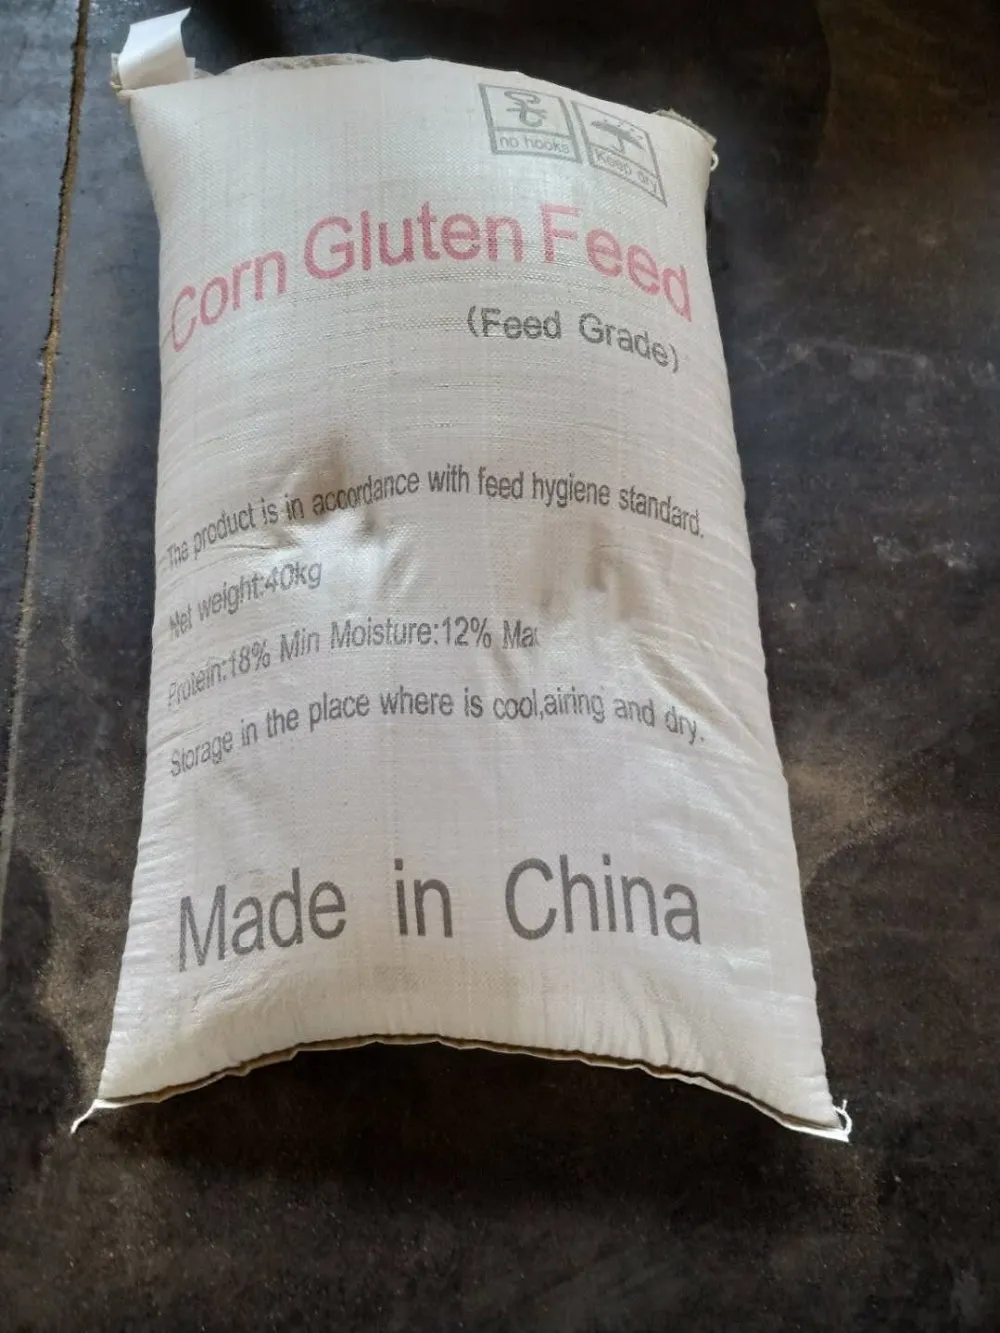 no hooks
Keep dry
Corn Gluten Feed
(Feed Grade)
The product is in accordance with feed hygiene standard.
Net weight:40kg
Protein:18% Min Moisture:12% Max
Storage in the place where is cool,airing and dry.
Made in China